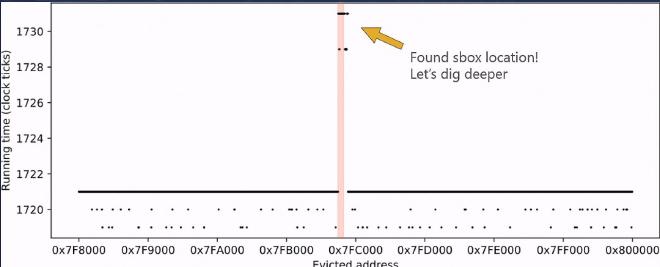 1730
Found sbox location!
Let's dig deeper
1728
1726
1724
1722
1720
Running time (clock ticks)
0x7F8000 0x7F9000 0x7FA000 0x7FB000 0x7FC000 0x7FD000 0x7FE000 0x7FF000 0x800000
Evicted address